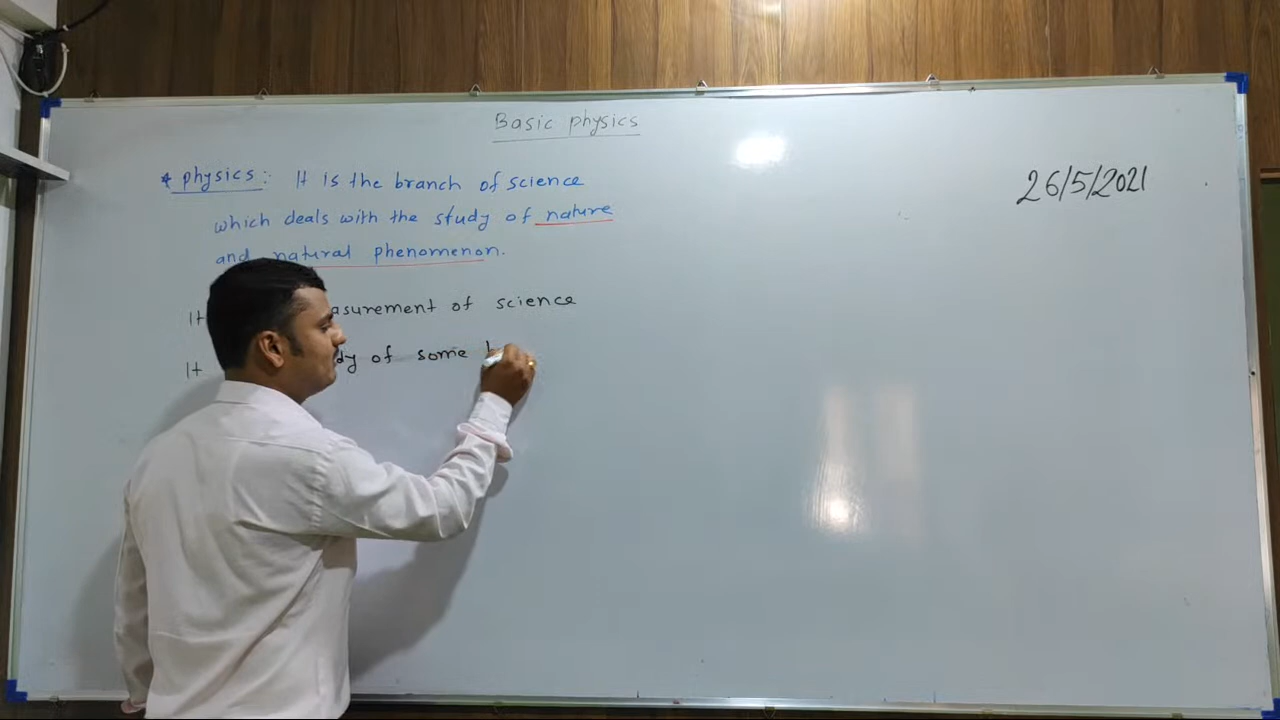 Basic physics
26/5/2021
* physics:- It is the branch of science
which deals with the study of nature
and natural phenomenon.
It asurement of science
It dy of some